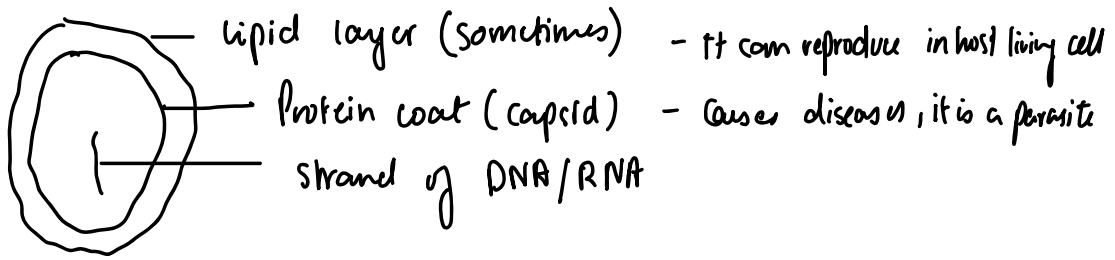 lipid layer (sometimes) - it can reproduce in host living cell
Protein coat (capsid) - causes diseases, it is a parasite
strand of DNA/RNA